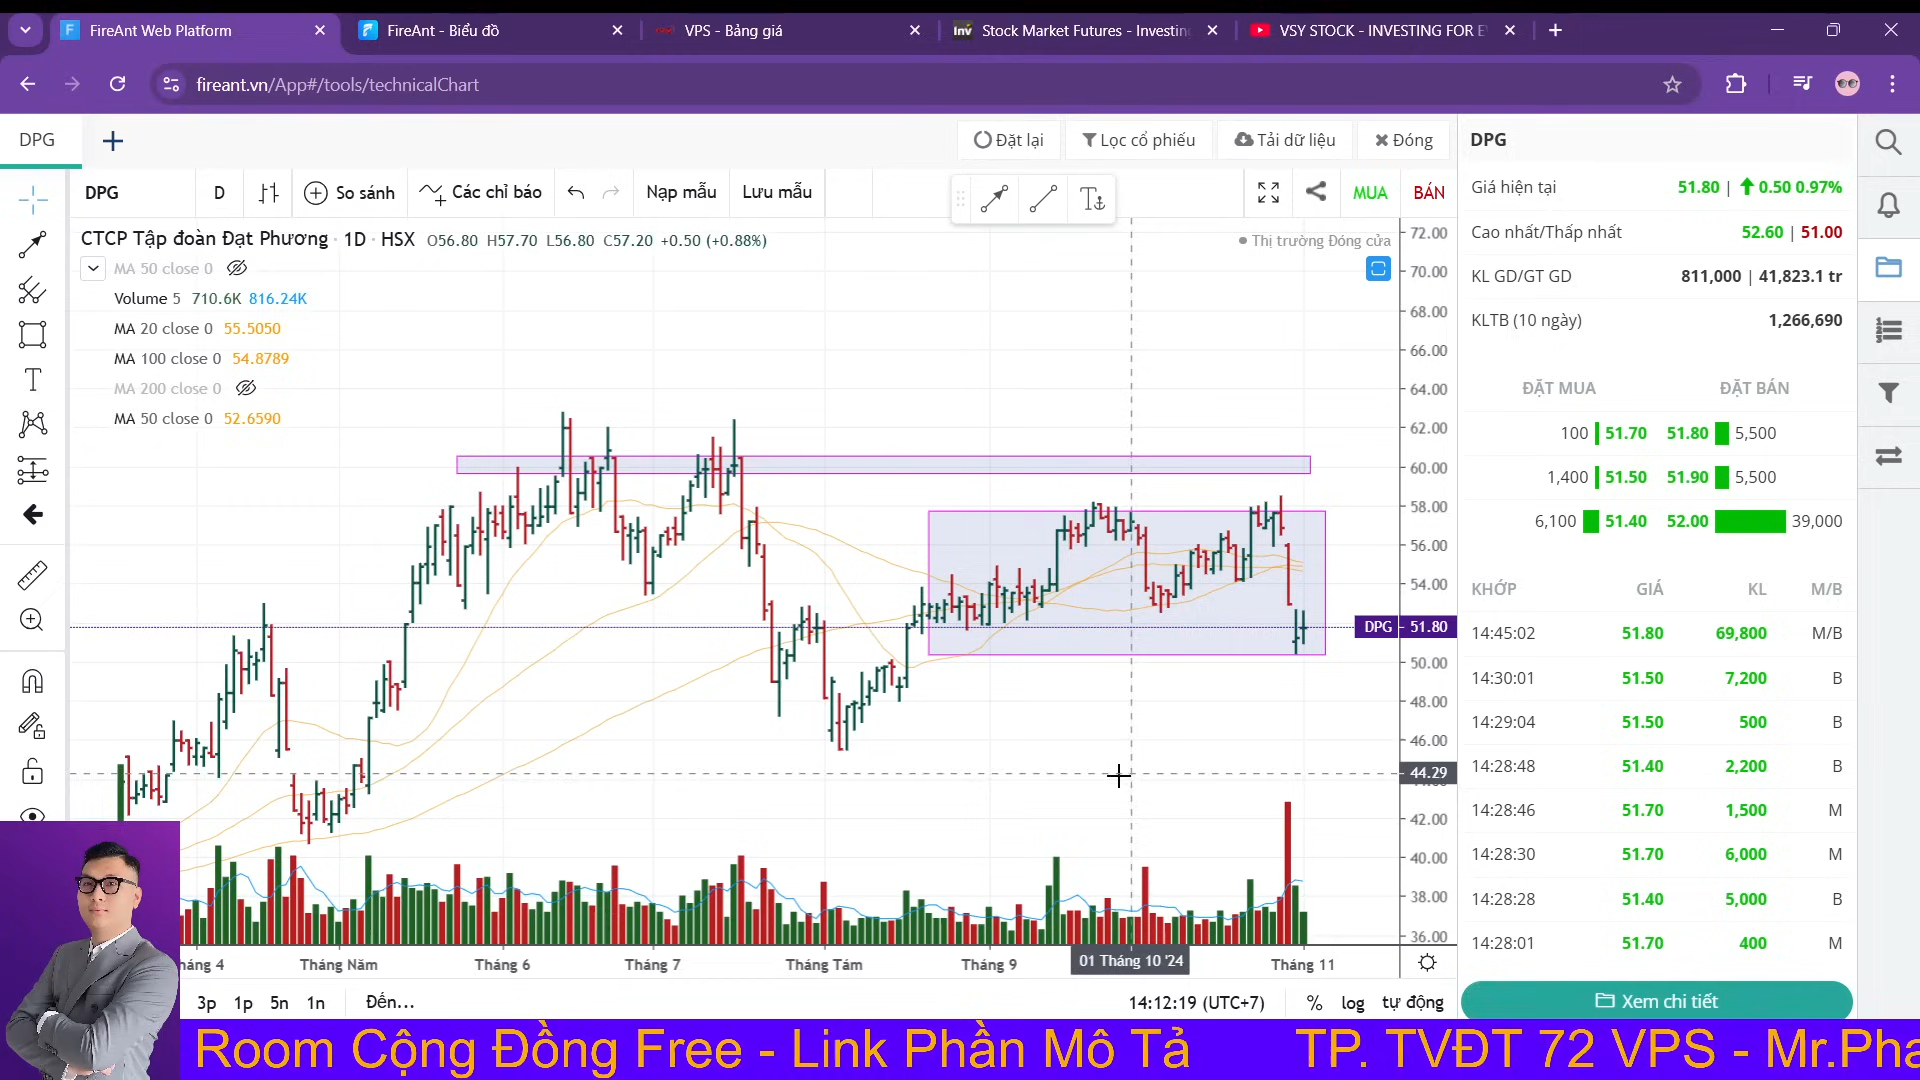 FireAnt Web Platform
FireAnt - Biểu đồ
VPS - Bảng giá
Stock Market Futures - Investing
VSY STOCK - INVESTING FOR E
fireant.vn/App#/tools/technicalChart
DPG
Đặt lại
Lọc cổ phiếu
Tải dữ liệu
Đóng
DPG
D
So sánh
Các chỉ báo
Nạp mẫu
Lưu mẫu
MUA
BÁN
CTCP Tập đoàn Đạt Phương · 1D · HSX O56.80 H57.70 L56.80 C57.20 +0.50 (+0.88%)
Thị trường Đóng cửa
MA 50 close 0
Volume 5 710.6K 816.24K
MA 20 close 0 55.5050
MA 100 close 0 54.8789
MA 200 close 0
MA 50 close 0 52.6590
72.00
70.00
68.00
66.00
64.00
62.00
60.00
58.00
56.00
54.00
DPG 51.80
50.00
48.00
46.00
44.29
42.00
40.00
38.00
36.00
háng 4
Tháng Năm
Tháng 6
Tháng 7
Tháng Tám
Tháng 9
01 Tháng 10 '24
Tháng 11
3p 1p 5n 1n Đến...
14:12:19 (UTC+7) % log tự động
DPG
Giá hiện tại 51.80 | 0.50 0.97%
Cao nhất/Thấp nhất 52.60 | 51.00
KL GD/GT GD 811,000 | 41,823.1 tr
KLTB (10 ngày) 1,266,690
ĐẶT MUA ĐẶT BÁN
100 51.70 51.80 5,500
1,400 51.50 51.90 5,500
6,100 51.40 52.00 39,000
KHỚP GIÁ KL M/B
14:45:02 51.80 69,800 M/B
14:30:01 51.50 7,200 B
14:29:04 51.50 500 B
14:28:48 51.40 2,200 B
14:28:46 51.70 1,500 M
14:28:30 51.70 6,000 M
14:28:28 51.40 5,000 B
14:28:01 51.70 400 M
Xem chi tiết
Room Cộng Đồng Free - Link Phần Mô Tả TP. TVĐT 72 VPS - Mr.Pha